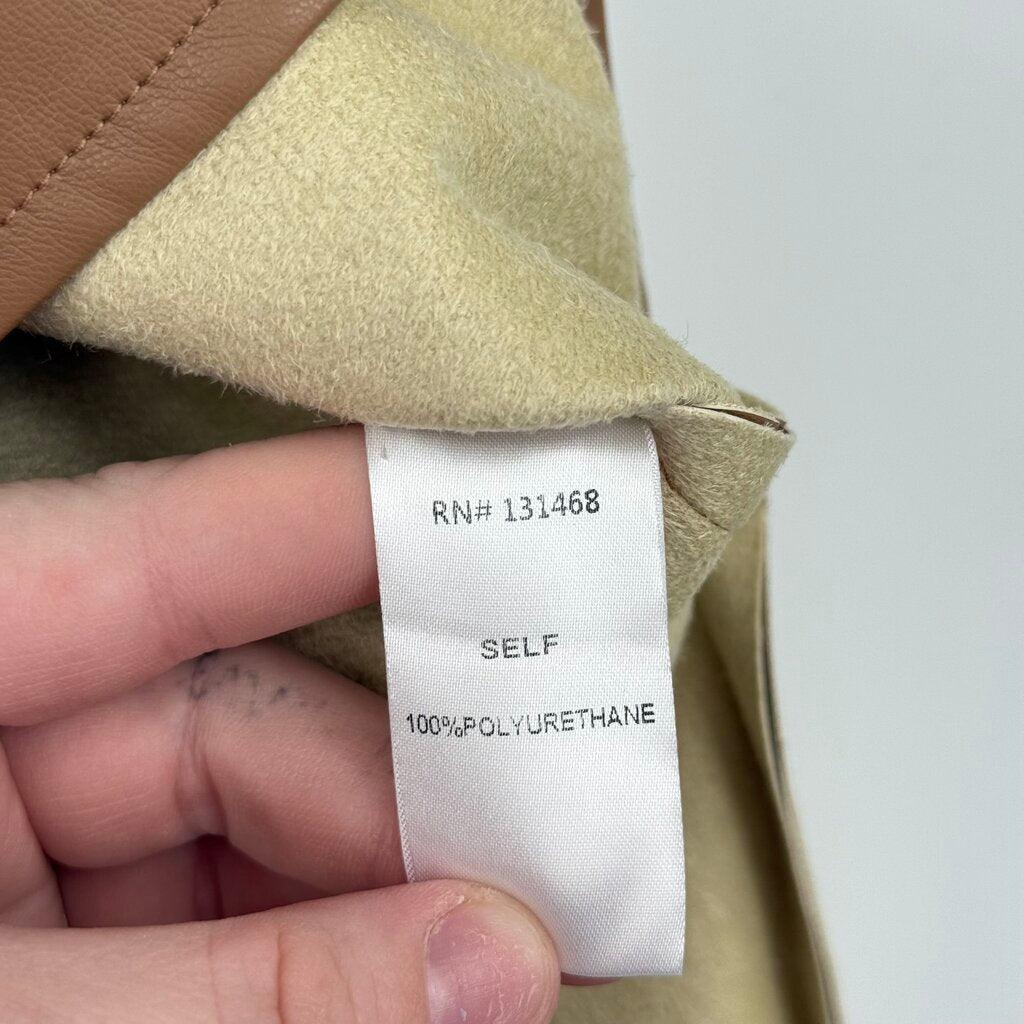 RN# 131468
SELF
100%POLYURETHANE